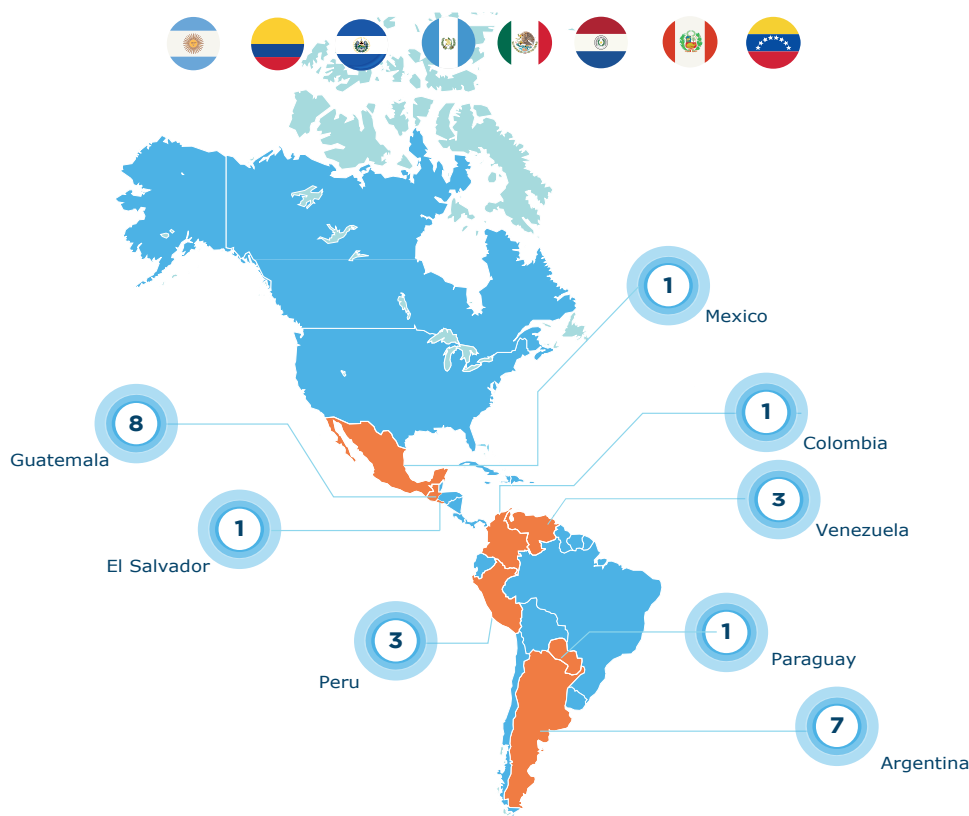 1
Mexico
8
Guatemala
1
Colombia
3
Venezuela
1
El Salvador
3
Peru
1
Paraguay
7
Argentina